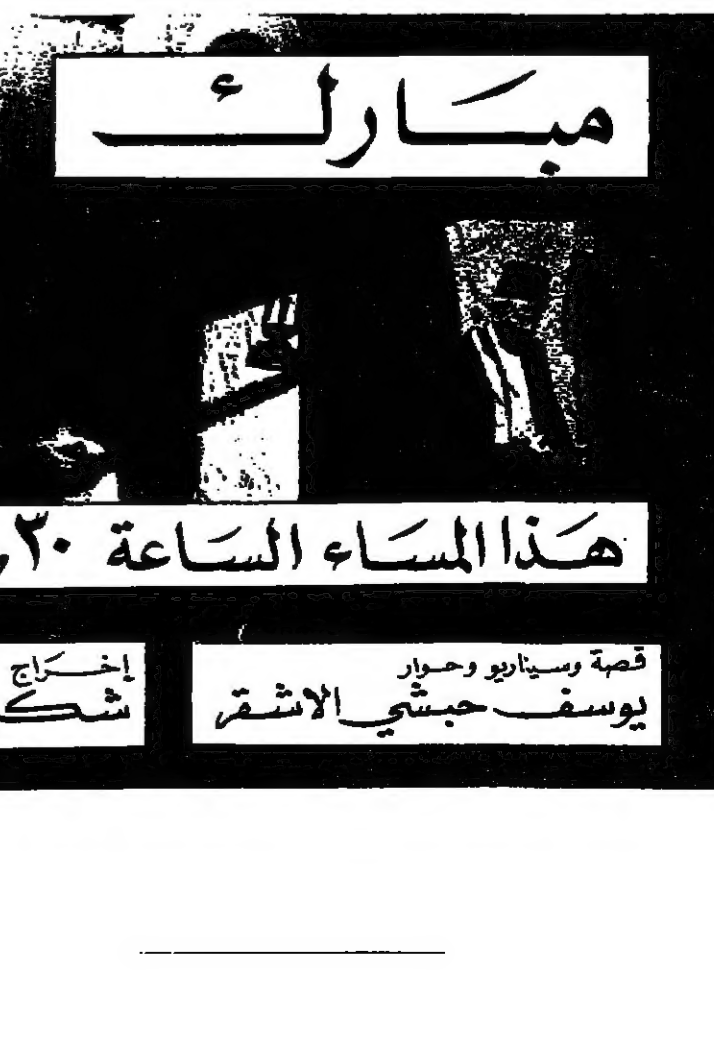 مبارك
هذا المساء الساعة ٣٠,
قصة وسيناريو وحوار
يوسف حبشي الاشقر
إخراج